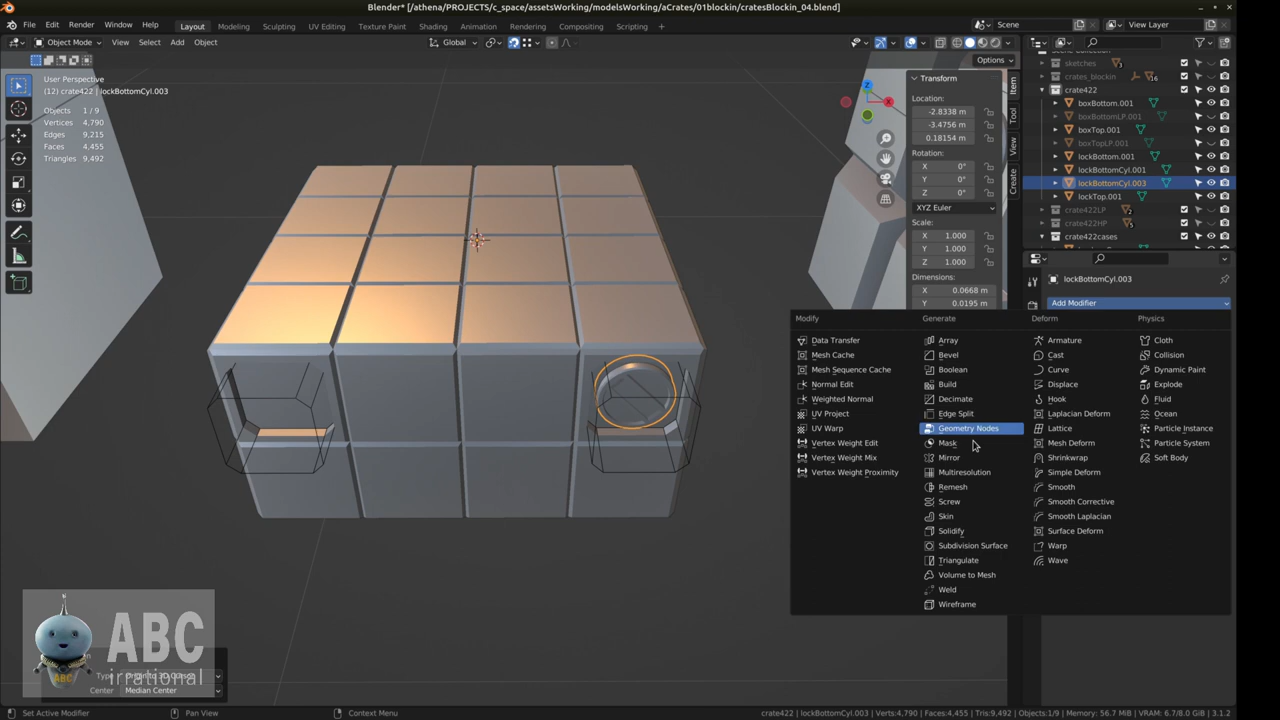 Blender* [/athena/PROJECTS/c_space/assetsWorking/modelsWorking/aCrates/01blockin/cratesBlockin_04.blend]
File Edit Render Window Help Layout Modeling Sculpting UV Editing Texture Paint Shading Animation Rendering Compositing Scripting + Scene View Layer
Object Mode View Select Add Object Global
Options
User Perspective
(12) crate422 | lockBottomCyl.003
Objects 1/9
Vertices 4,790
Edges 9,215
Faces 4,455
Triangles 9,492
X
Transform
Location:
-2.8338 m
-3.4756 m
0.18154 m
Rotation:
X 0°
Y 0°
Z 0°
XYZ Euler
Scale:
X 1.000
Y 1.000
Z 1.000
Dimensions:
X 0.0668 m
Y 0.0195 m
Item
Tool
View
Create
sketches 3
crates_blockin 16
crate422
boxBottom.001
boxBottomLP.001
boxTop.001
boxTopLP.001
lockBottom.001
lockBottomCyl.001
lockBottomCyl.003
lockTop.001
crate422LP 2
crate422HP 5
crate422cases
lockBottomCyl.003
Add Modifier
Modify Generate Deform Physics
Data Transfer Array Armature Cloth
Mesh Cache Bevel Cast Collision
Mesh Sequence Cache Boolean Curve Dynamic Paint
Normal Edit Build Displace Explode
Weighted Normal Decimate Hook Fluid
UV Project Edge Split Laplacian Deform Ocean
UV Warp Geometry Nodes Lattice Particle Instance
Vertex Weight Edit Mask Mesh Deform Particle System
Vertex Weight Mix Mirror Shrinkwrap Soft Body
Vertex Weight Proximity Multiresolution Simple Deform
Remesh Smooth
Screw Smooth Corrective
Skin Smooth Laplacian
Solidify Surface Deform
Subdivision Surface Warp
Triangulate Wave
Volume to Mesh
Weld
Wireframe
ABC
irrational
ABC
Type Origin to 3D Cursor
Center Median Center
Set Active Modifier Pan View Context Menu crate422 | lockBottomCyl.003 | Verts:4,790 | Faces:4,455 | Tris:9,492 | Objects:1/9 | Memory: 56.7 MiB | VRAM: 6.7/8.0 GiB | 3.1.2